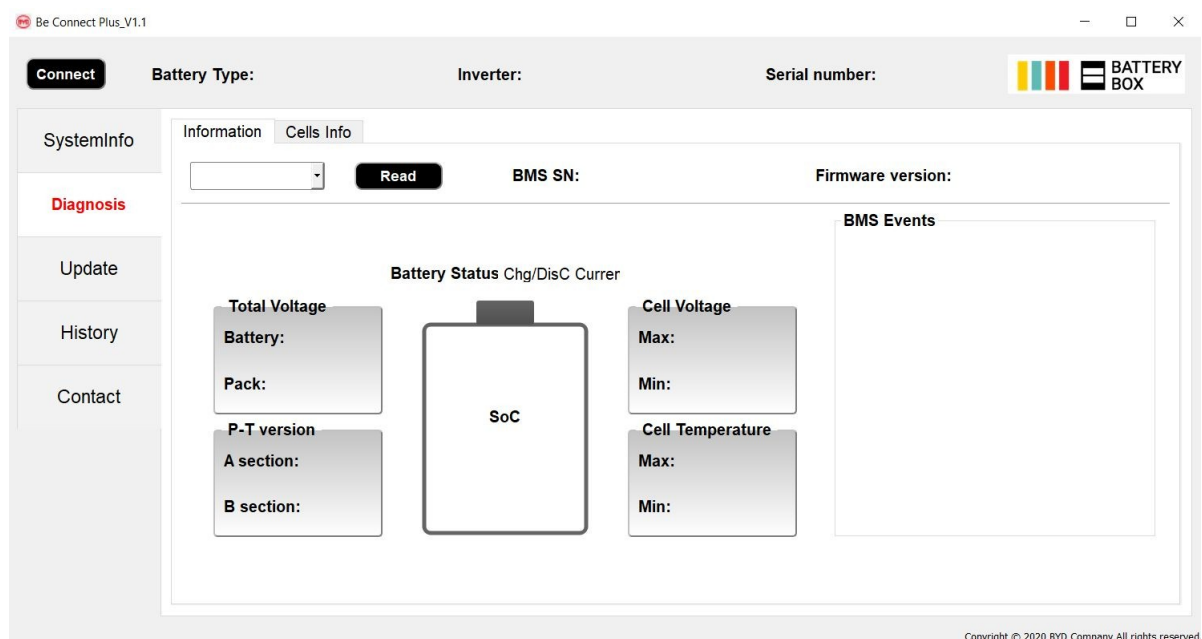 Be Connect Plus_V1.1
Connect
Battery Type:
Inverter:
Serial number:
BATTERY
BOX
SystemInfo
Diagnosis
Update
History
Contact
Information
Cells Info
Read
BMS SN:
Firmware version:
Battery Status Chg/DisC Currer
Total Voltage
Battery:
Pack:
P-T version
A section:
B section:
SoC
Cell Voltage
Max:
Min:
Cell Temperature
Max:
Min:
BMS Events
Copyright © 2020 BYD Company All rights reserved